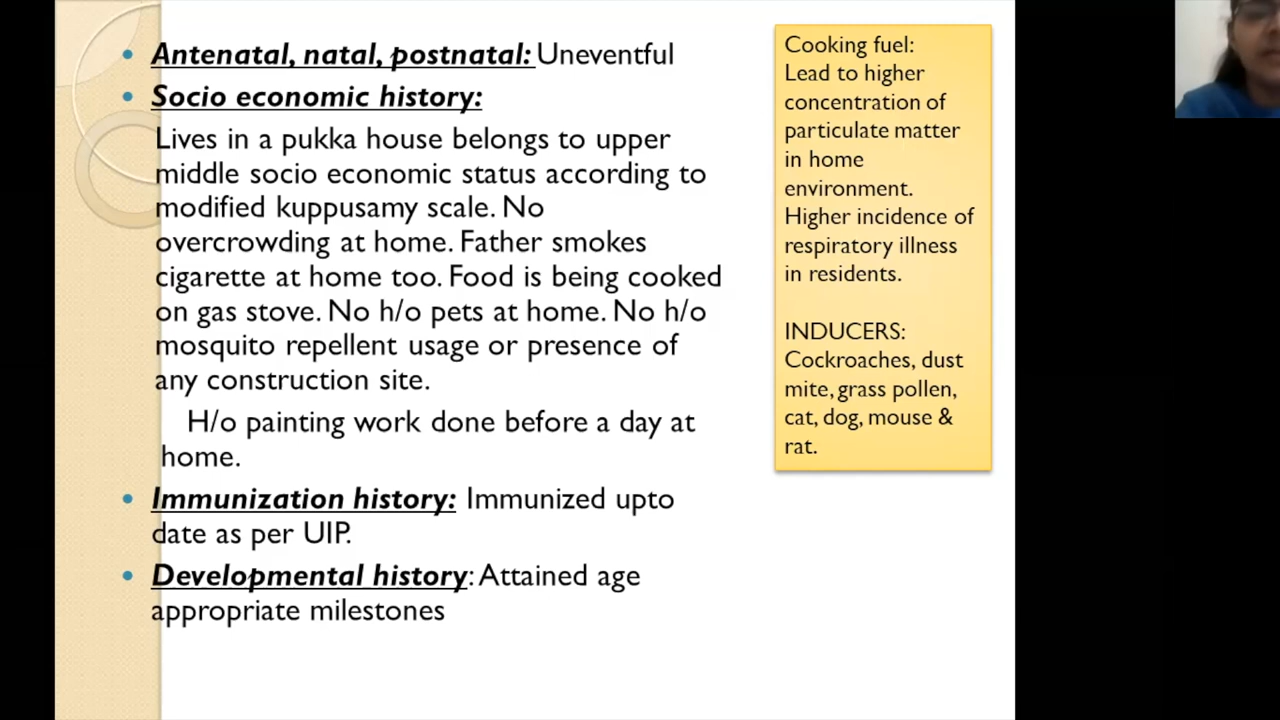 Antenatal, natal, postnatal: Uneventful
Socio economic history:
Lives in a pukka house belongs to upper
middle socio economic status according to
modified kuppusamy scale. No
overcrowding at home. Father smokes
cigarette at home too. Food is being cooked
on gas stove. No h/o pets at home. No h/o
mosquito repellent usage or presence of
any construction site.
H/o painting work done before a day at
home.
Immunization history: Immunized upto
date as per UIP.
Developmental history: Attained age
appropriate milestones
Cooking fuel:
Lead to higher
concentration of
particulate matter
in home
environment.
Higher incidence of
respiratory illness
in residents.
INDUCERS:
Cockroaches, dust
mite, grass pollen,
cat, dog, mouse &
rat.